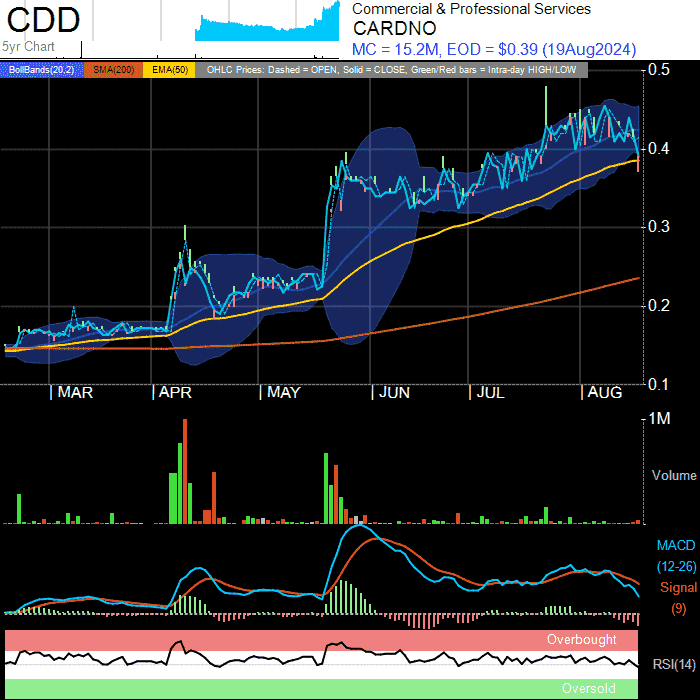 CDD
5yr Chart
Commercial & Professional Services
CARDNO
MC = 15.2M, EOD = $0.39 (19Aug2024)
BollBands(20,2) SMA(200) EMA(50) OHLC Prices: Dashed = OPEN, Solid = CLOSE, Green/Red bars = Intra-day HIGH/LOW
0.5
0.4
0.3
0.2
0.1
MAR APR MAY JUN JUL AUG
1M
Volume
MACD
(12-26)
Signal
(9)
Overbought
RSI(14)
Oversold